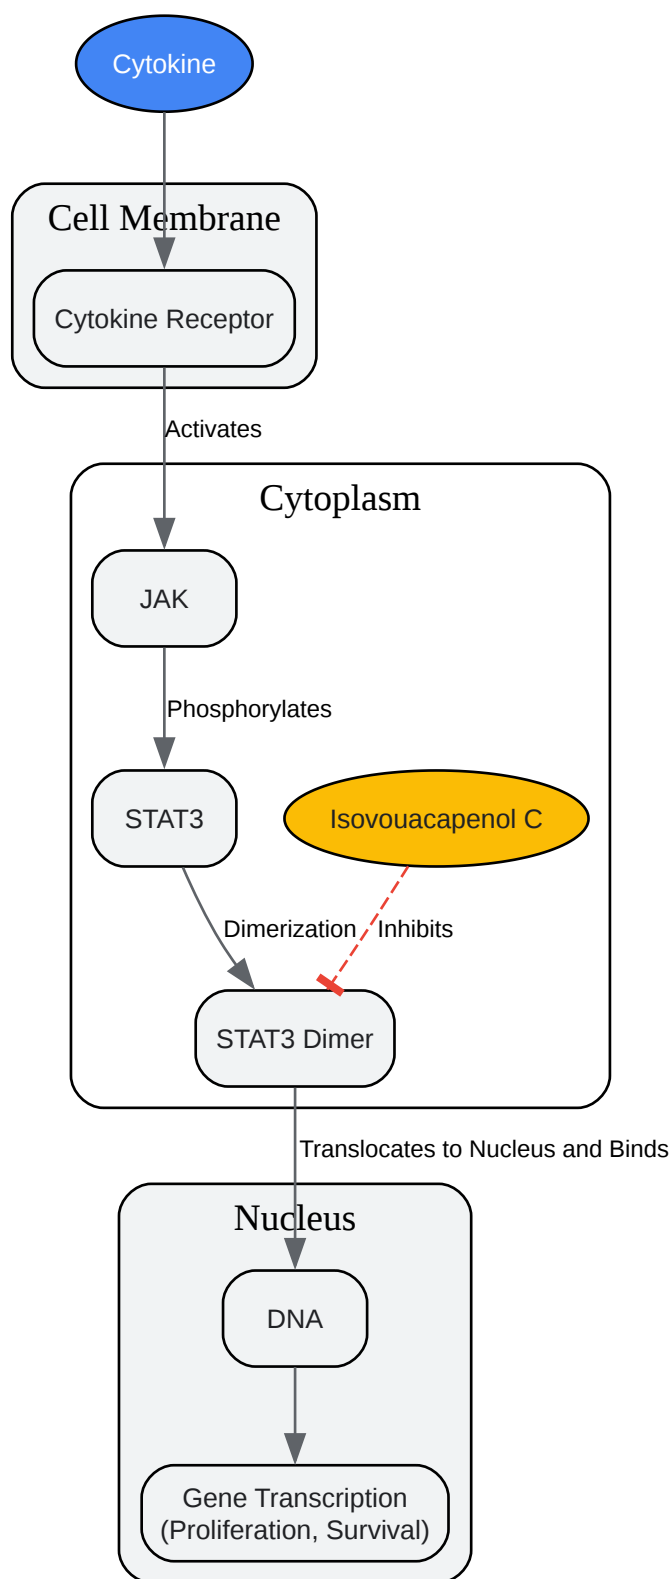 Cytokine
Cell Membrane
Cytokine Receptor
Activates
Cytoplasm
JAK
Phosphorylates
STAT3
Isovouacapenol C
Dimerization
Inhibits
STAT3 Dimer
Translocates to Nucleus and Binds
Nucleus
DNA
Gene Transcription
(Proliferation, Survival)